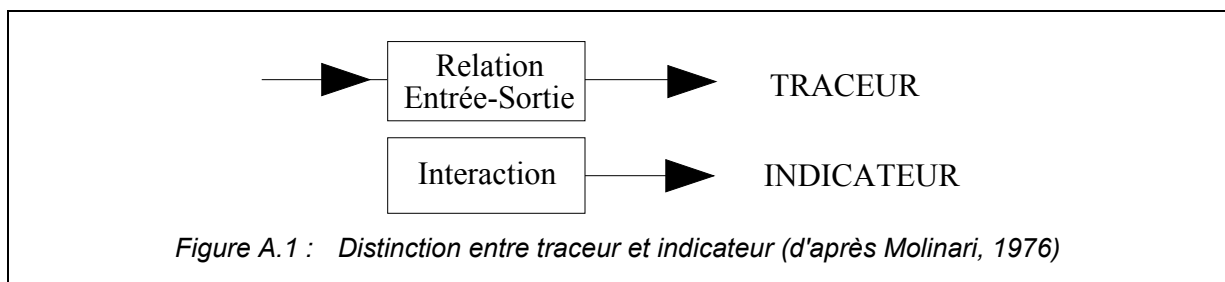 Relation
Entrée-Sortie
TRACEUR
Interaction
INDICATEUR
Figure A.1 : Distinction entre traceur et indicateur (d'après Molinari, 1976)